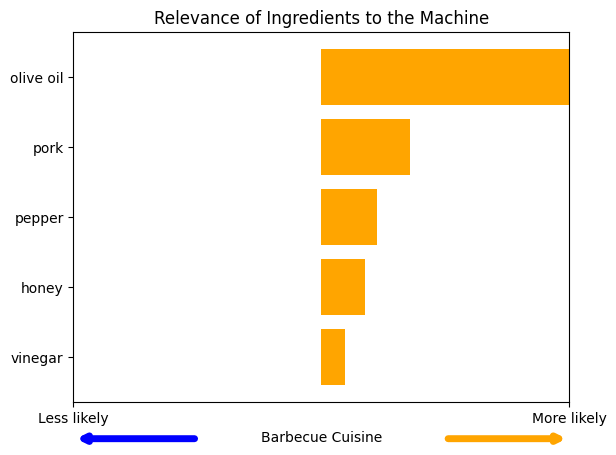 Relevance of Ingredients to the Machine
olive oil
pork
pepper
honey
vinegar
Less likely
More likely
Barbecue Cuisine